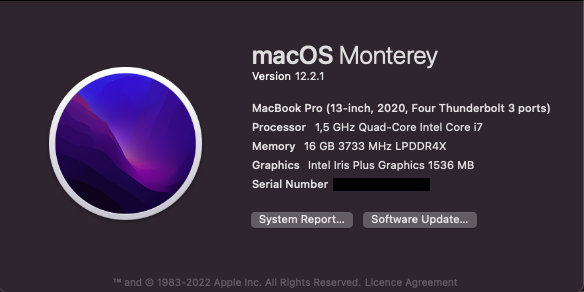 macOS Monterey
Version 12.2.1
MacBook Pro (13-inch, 2020, Four Thunderbolt 3 ports)
Processor 1,5 GHz Quad-Core Intel Core i7
Memory 16 GB 3733 MHz LPDDR4X
Graphics Intel Iris Plus Graphics 1536 MB
Serial Number
System Report... Software Update...
™ and © 1983-2022 Apple Inc. All Rights Reserved. Licence Agreement